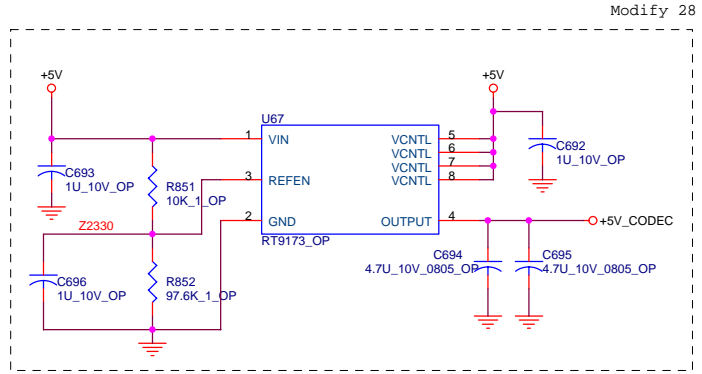 Modify 28
+5V
+5V
U67
1
VIN
VCNTL
5
VCNTL
6
VCNTL
7
VCNTL
8
C693
1U_10V_OP
R851
10K_1_OP
3
REFEN
C692
1U_10V_OP
Z2330
2
GND
OUTPUT
4
+5V_CODEC
RT9173_OP
C696
1U_10V_OP
R852
97.6K_1_OP
C694
4.7U_10V_0805_OP
C695
4.7U_10V_0805_OP